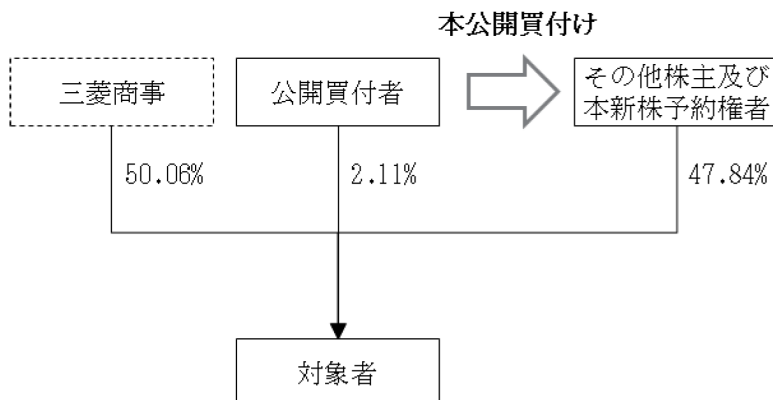 本公開買付け
三菱商事
公開買付者
その他株主及び
本新株予約権者
50.06%
2.11%
47.84%
対象者